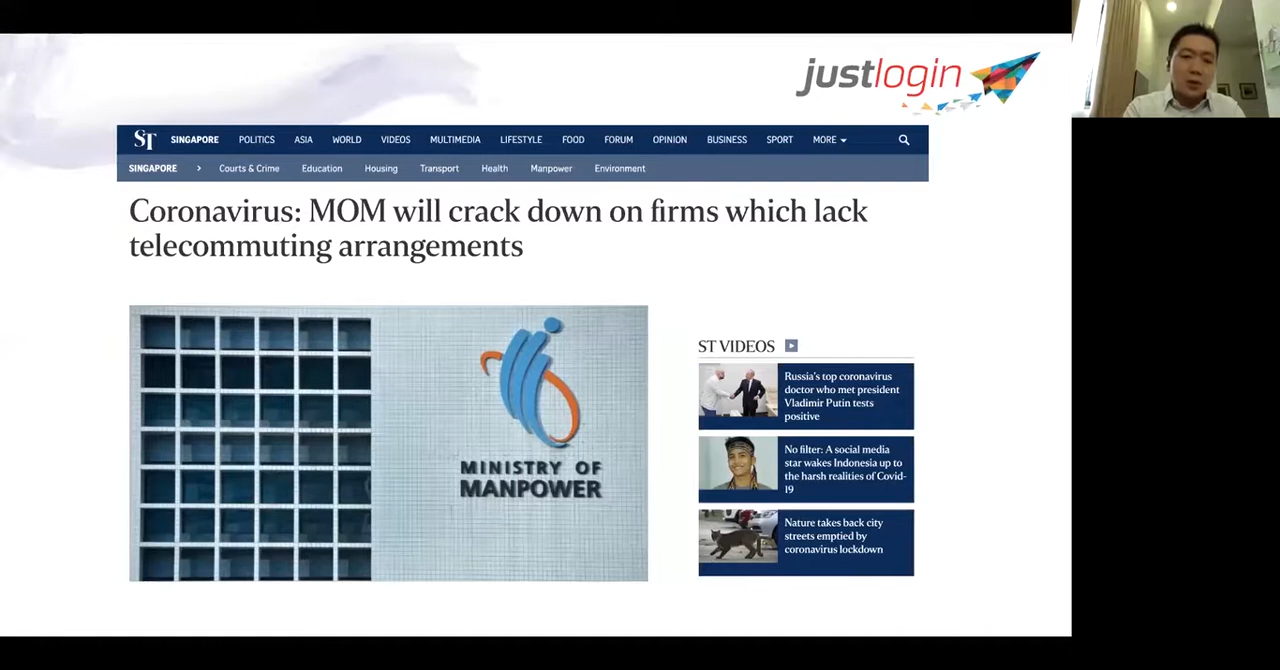 justlogin
ST SINGAPORE POLITICS ASIA WORLD VIDEOS MULTIMEDIA LIFESTYLE FOOD FORUM OPINION BUSINESS SPORT MORE
SINGAPORE > Courts & Crime Education Housing Transport Health Manpower Environment
Coronavirus: MOM will crack down on firms which lack
telecommuting arrangements
MINISTRY OF
MANPOWER
ST VIDEOS
Russia's top coronavirus
doctor who met president
Vladimir Putin tests
positive
No filter: A social media
star wakes Indonesia up to
the harsh realities of Covid-
19
Nature takes back city
streets emptied by
coronavirus lockdown